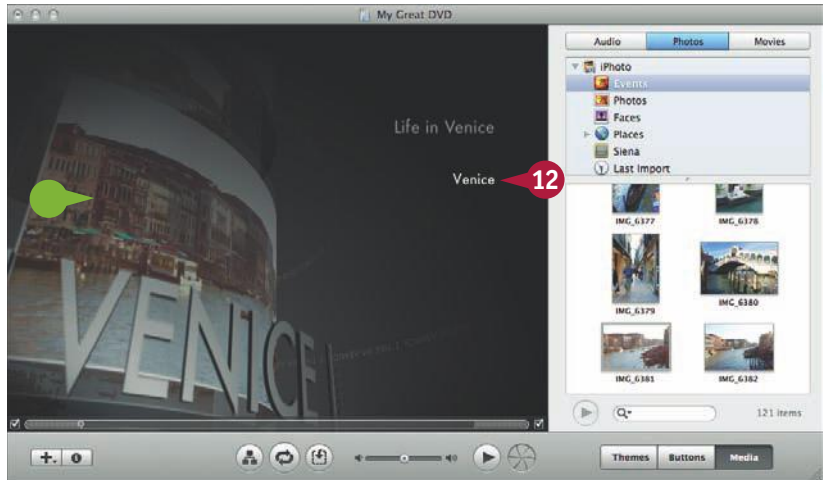 My Great DVD
Audio Photos Movies
iPhoto
Events
Photos
Faces
Places
Siena
Last Import
Life in Venice
Venice
12
VENICE
IMG_6377 IMG_6378
IMG_6379 IMG_6380
IMG_6381 IMG_6382
121 items
Themes Buttons Media